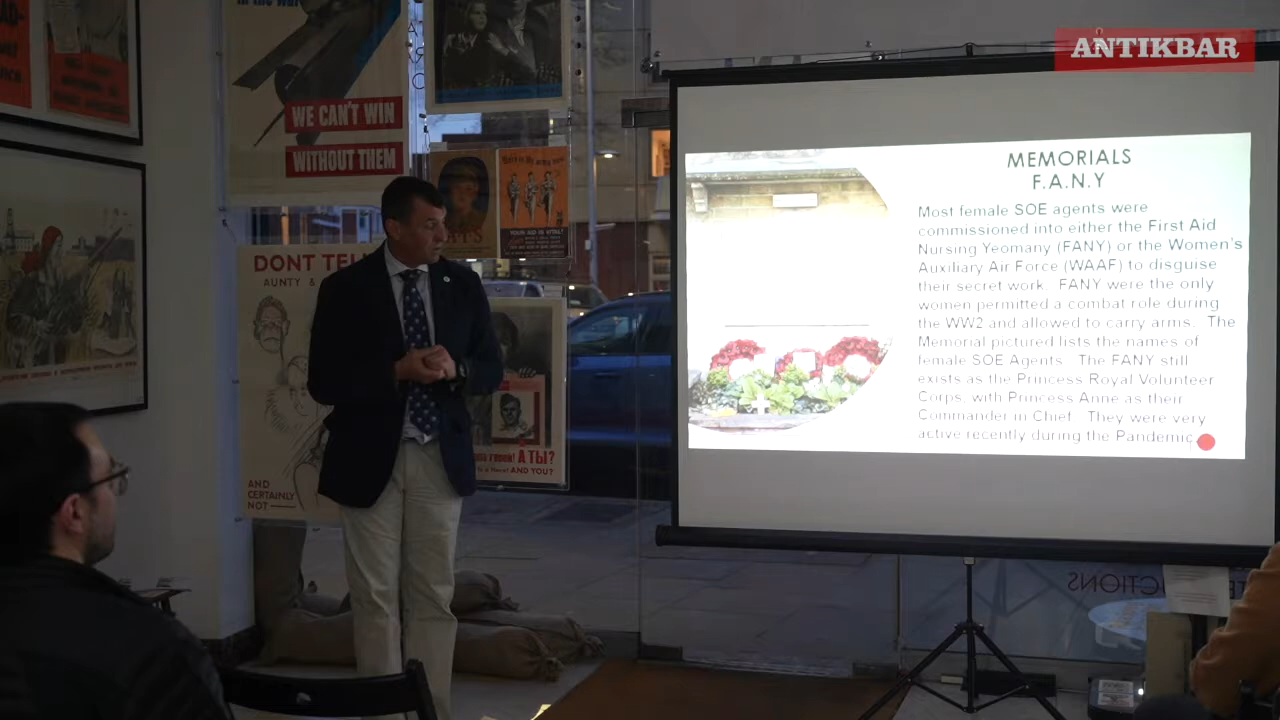 ANTIKBAR
WE CAN'T WIN
WITHOUT THEM
DONT TEL
AUNTY &
AND
CERTAINLY
NOT
АТЫ?
AND YOU?
MEMORIALS
F.A.N.Y
Most female SOE agents were
commissioned into either the First Aid
Nursing Yeomany (FANY) or the Women's
Auxiliary Air Force (WAAF) to disguise
their secret work. FANY were the only
women permitted a combat role during
the WW2 and allowed to carry arms. The
Memorial pictured lists the names of
female SOE Agents. The FANY still
exists as the Princess Royal Volunteer
Corps, with Princess Anne as their
Commander in Chief. They were very
active recently during the Pandemic
CTIONS